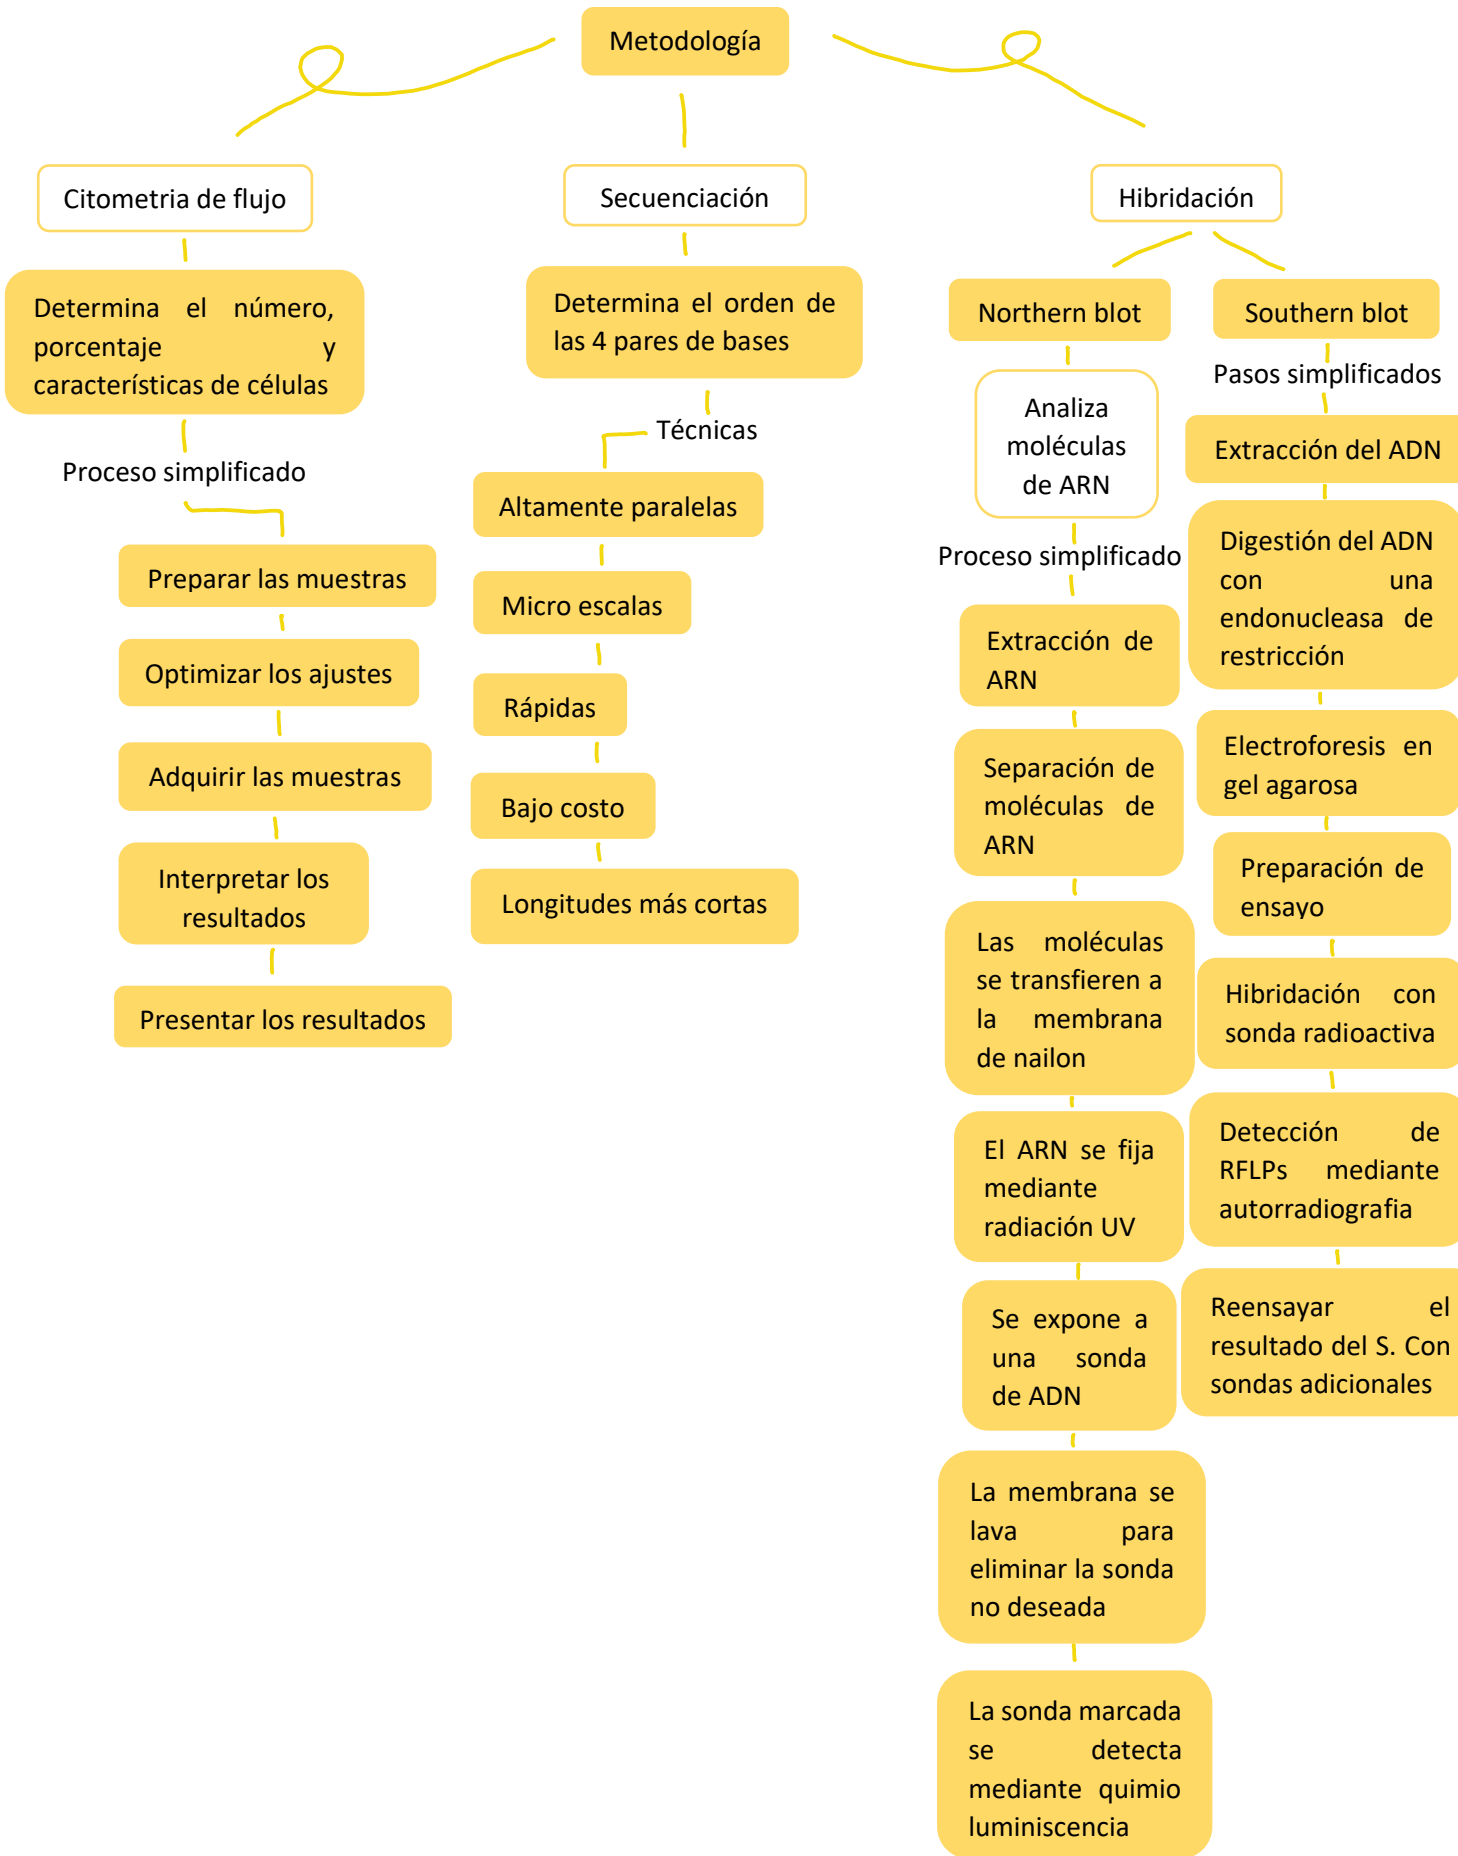 Metodología
Citometria de flujo
Determina el número,
porcentaje y
características de células
Proceso simplificado
Preparar las muestras
Optimizar los ajustes
Adquirir las muestras
Interpretar los
resultados
Presentar los resultados
Secuenciación
Determina el orden de
las 4 pares de bases
Técnicas
Altamente paralelas
Micro escalas
Rápidas
Bajo costo
Longitudes más cortas
Hibridación
Northern blot
Analiza
moléculas
de ARN
Proceso simplificado
Extracción de
ARN
Separación de
moléculas de
ARN
Las moléculas
se transfieren a
la membrana
de nailon
El ARN se fija
mediante
radiación UV
Se expone a
una sonda
de ADN
La membrana se
lava para
eliminar la sonda
no deseada
La sonda marcada
se detecta
mediante quimio
luminiscencia
Southern blot
Pasos simplificados
Extracción del ADN
Digestión del ADN
con una
endonucleasa de
restricción
Electroforesis en
gel agarosa
Preparación de
ensayo
Hibridación con
sonda radioactiva
Detección de
RFLPs mediante
autorradiografia
Reensayar el
resultado del S. Con
sondas adicionales